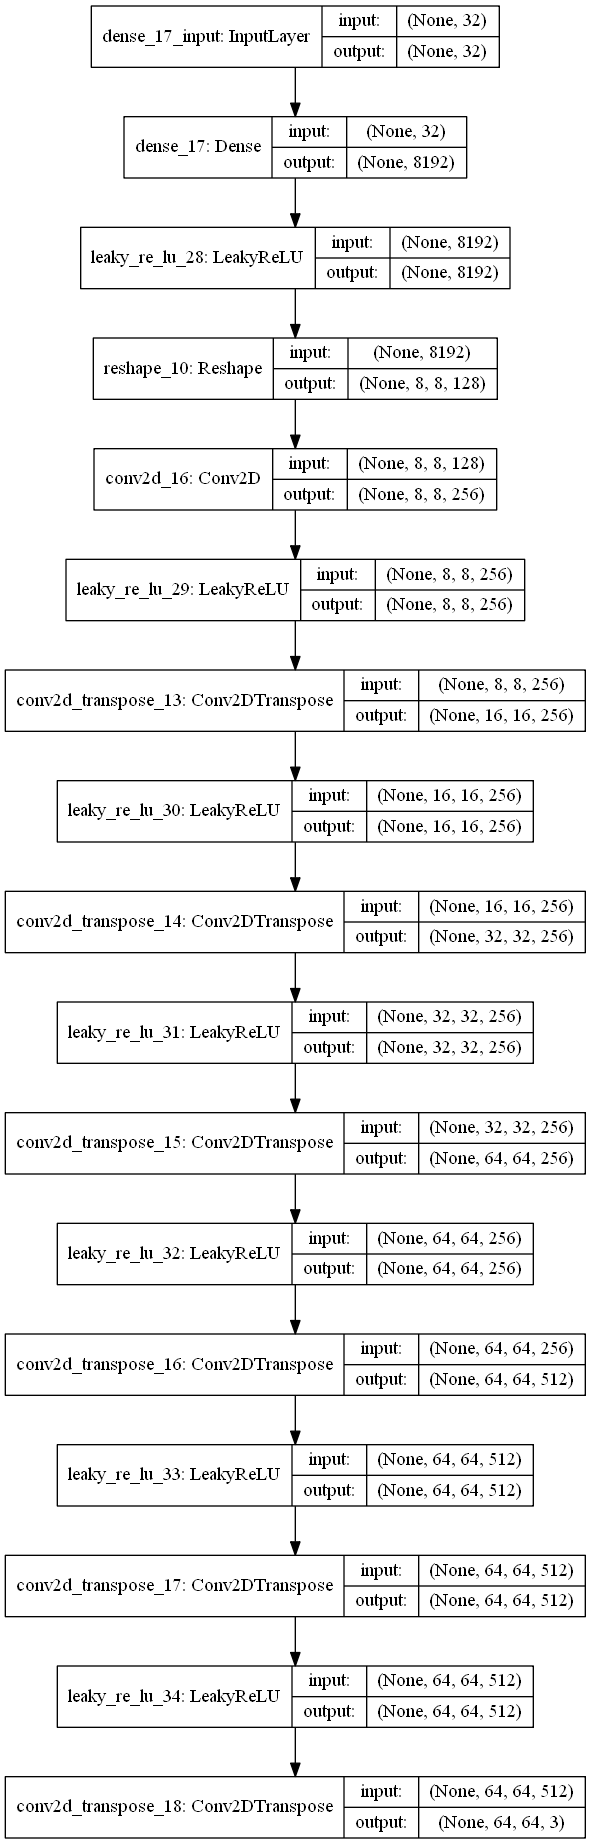 dense_17_input: InputLayer
input: (None, 32)
output: (None, 32)
dense_17: Dense
input: (None, 32)
output: (None, 8192)
leaky_re_lu_28: LeakyReLU
input: (None, 8192)
output: (None, 8192)
reshape_10: Reshape
input: (None, 8192)
output: (None, 8, 8, 128)
conv2d_16: Conv2D
input: (None, 8, 8, 128)
output: (None, 8, 8, 256)
leaky_re_lu_29: LeakyReLU
input: (None, 8, 8, 256)
output: (None, 8, 8, 256)
conv2d_transpose_13: Conv2DTranspose
input: (None, 8, 8, 256)
output: (None, 16, 16, 256)
leaky_re_lu_30: LeakyReLU
input: (None, 16, 16, 256)
output: (None, 16, 16, 256)
conv2d_transpose_14: Conv2DTranspose
input: (None, 16, 16, 256)
output: (None, 32, 32, 256)
leaky_re_lu_31: LeakyReLU
input: (None, 32, 32, 256)
output: (None, 32, 32, 256)
conv2d_transpose_15: Conv2DTranspose
input: (None, 32, 32, 256)
output: (None, 64, 64, 256)
leaky_re_lu_32: LeakyReLU
input: (None, 64, 64, 256)
output: (None, 64, 64, 256)
conv2d_transpose_16: Conv2DTranspose
input: (None, 64, 64, 256)
output: (None, 64, 64, 512)
leaky_re_lu_33: LeakyReLU
input: (None, 64, 64, 512)
output: (None, 64, 64, 512)
conv2d_transpose_17: Conv2DTranspose
input: (None, 64, 64, 512)
output: (None, 64, 64, 512)
leaky_re_lu_34: LeakyReLU
input: (None, 64, 64, 512)
output: (None, 64, 64, 512)
conv2d_transpose_18: Conv2DTranspose
input: (None, 64, 64, 512)
output: (None, 64, 64, 3)